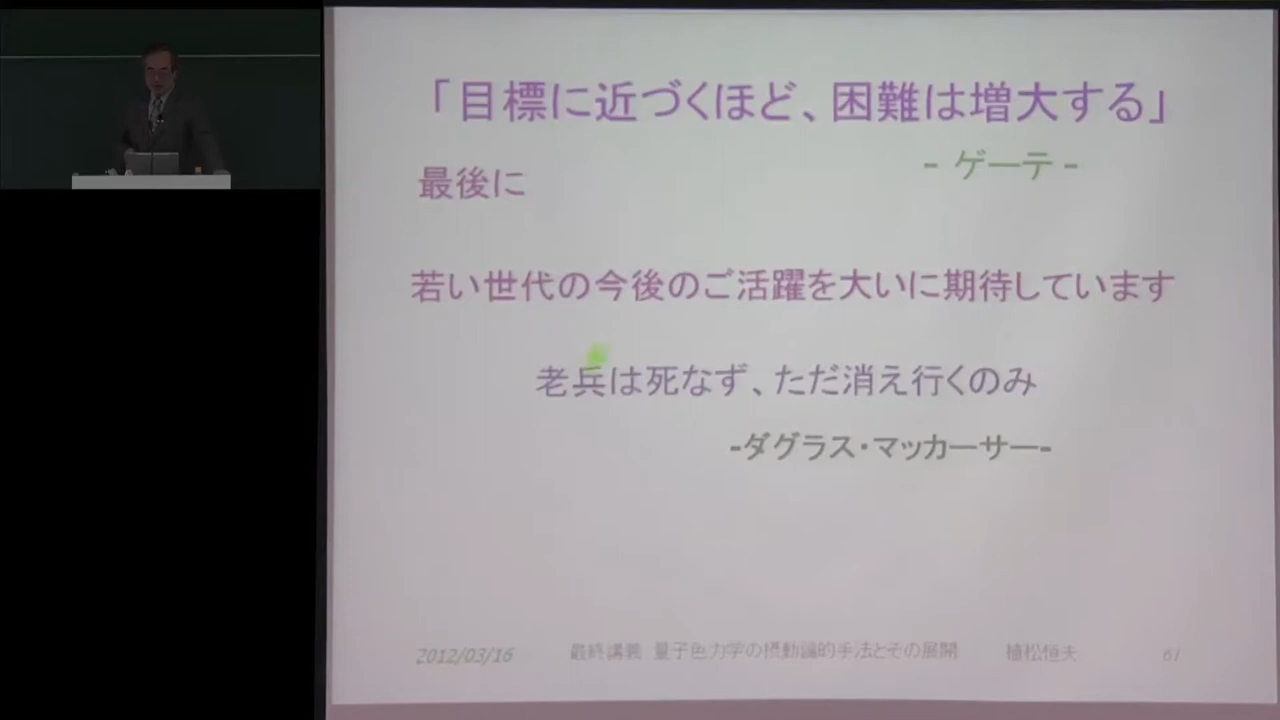 「目標に近づくほど、困難は増大する」
- ゲーテ -
最後に
若い世代の今後のご活躍を大いに期待しています
老兵は死なず、ただ消え行くのみ
-ダグラス・マッカーサー-
2012/03/16 最終講義 量子色力学の摂動論的手法とその展開 植松恒夫 61